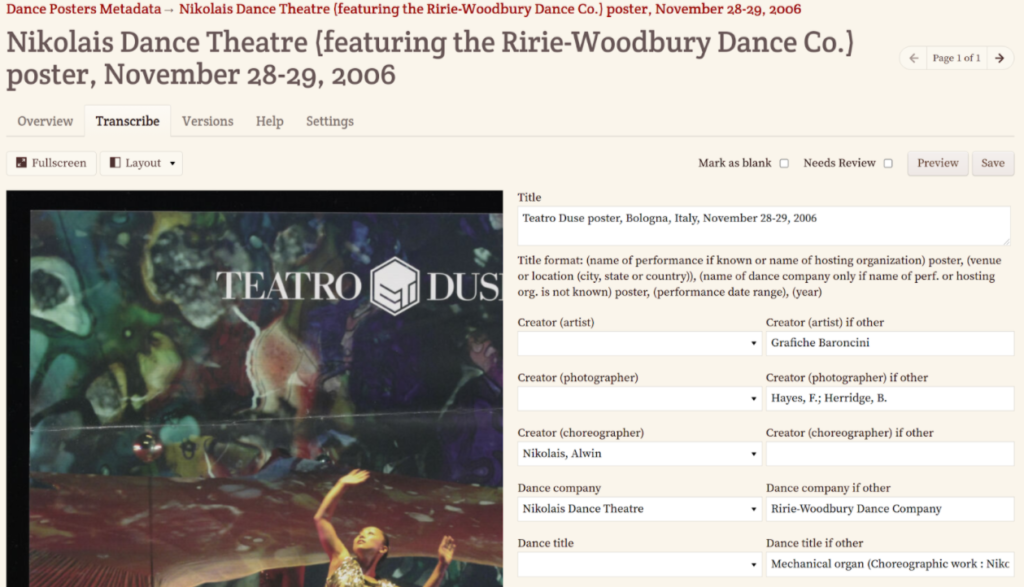 Dance Posters Metadata → Nikolais Dance Theatre (featuring the Ririe-Woodbury Dance Co.) poster, November 28-29, 2006
Nikolais Dance Theatre (featuring the Ririe-Woodbury Dance Co.)
poster, November 28-29, 2006
Page 1 of 1
Overview Transcribe Versions Help Settings
Fullscreen Layout Mark as blank Needs Review Preview Save
TEATRO DUS
Title
Teatro Duse poster, Bologna, Italy, November 28-29, 2006
Title format: (name of performance if known or name of hosting organization) poster, (venue
or location (city, state or country)), (name of dance company only if name of perf. or hosting
org. is not known) poster, (performance date range), (year)
Creator (artist) Creator (artist) if other
Grafiche Baroncini
Creator (photographer) Creator (photographer) if other
Hayes, F.; Herridge, B.
Creator (choreographer) Creator (choreographer) if other
Nikolais, Alwin
Dance company Dance company if other
Nikolais Dance Theatre Ririe-Woodbury Dance Company
Dance title Dance title if other
Mechanical organ (Choreographic work : Niko